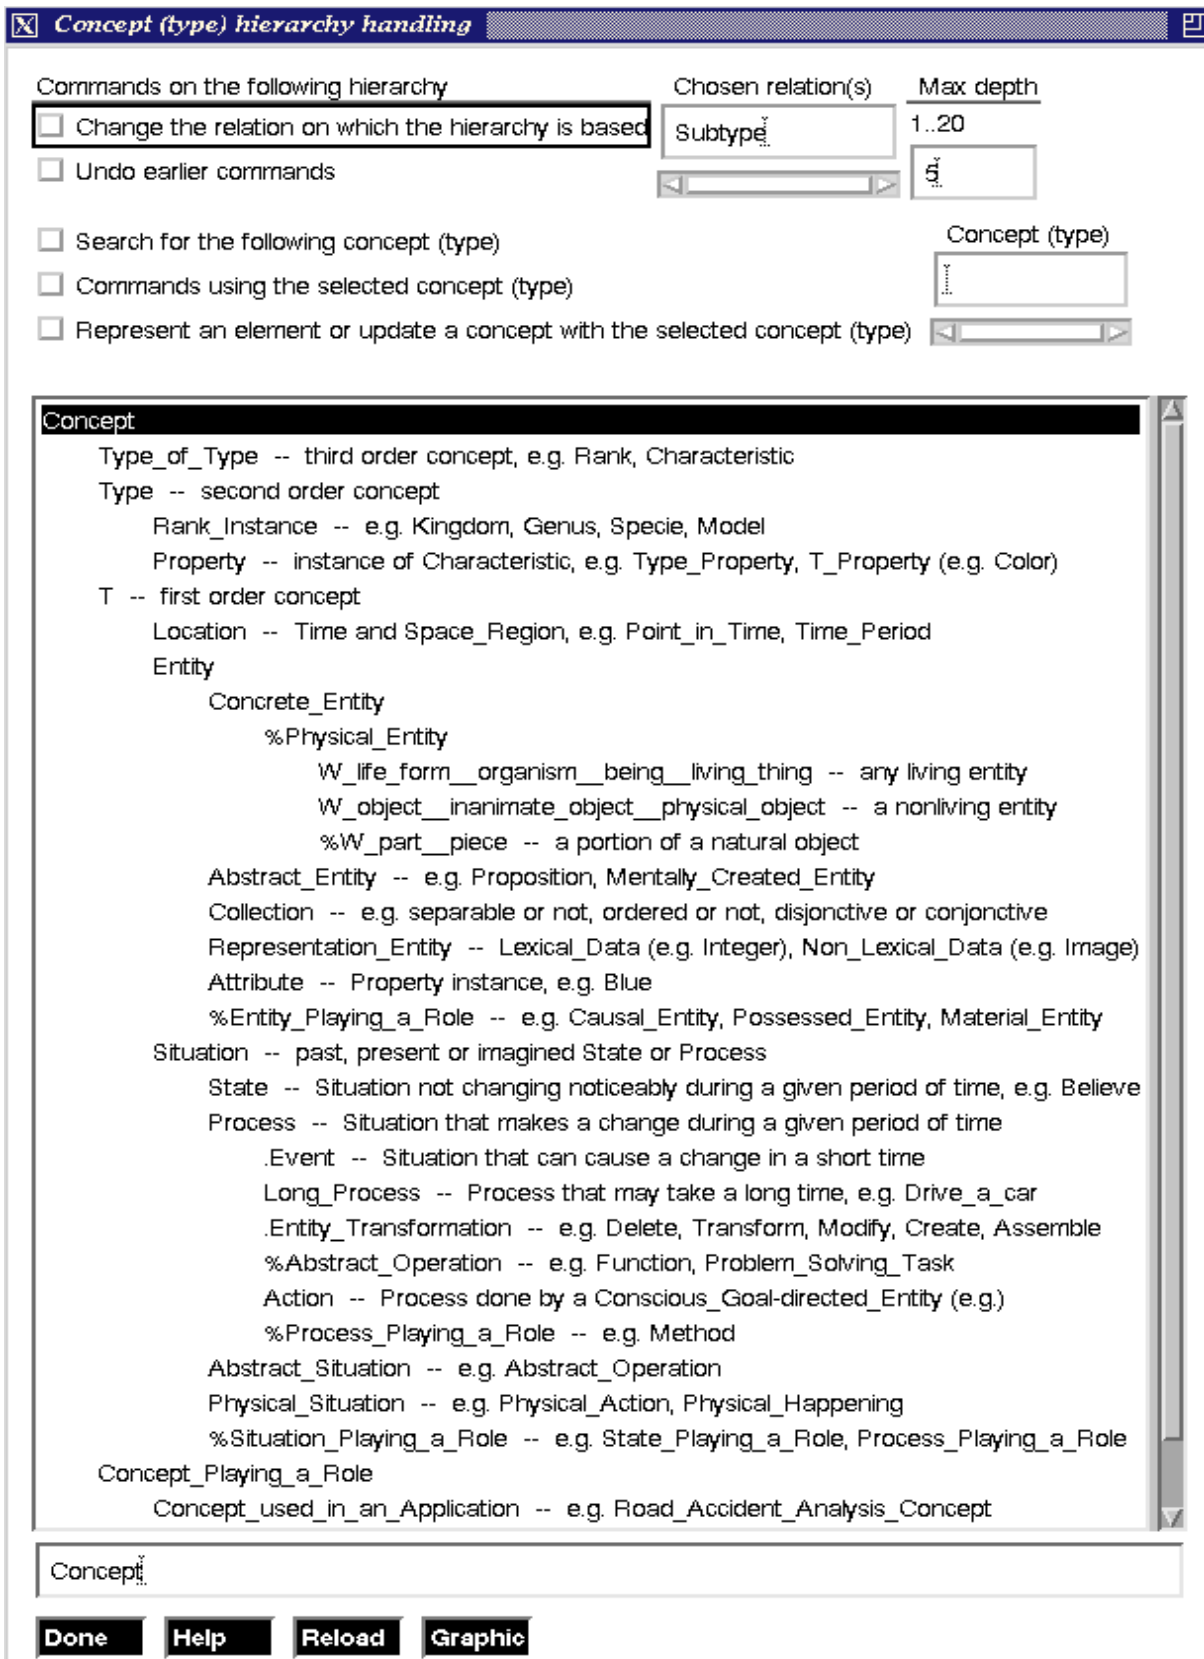 Concept (type) hierarchy handling
Commands on the following hierarchy
Chosen relation(s)
Max depth
Change the relation on which the hierarchy is based
Subtype
1..20
Undo earlier commands
5
Search for the following concept (type)
Concept (type)
Commands using the selected concept (type)
Represent an element or update a concept with the selected concept (type)
Concept
Type_of_Type -- third order concept, e.g. Rank, Characteristic
Type -- second order concept
Rank_Instance -- e.g. Kingdom, Genus, Specie, Model
Property -- instance of Characteristic, e.g. Type_Property, T_Property (e.g. Color)
T -- first order concept
Location -- Time and Space_Region, e.g. Point_in_Time, Time_Period
Entity
Concrete_Entity
%Physical_Entity
W_life_form__organism__being__living_thing -- any living entity
W_object__inanimate_object__physical_object -- a nonliving entity
%W_part__piece -- a portion of a natural object
Abstract_Entity -- e.g. Proposition, Mentally_Created_Entity
Collection -- e.g. separable or not, ordered or not, disjonctive or conjonctive
Representation_Entity -- Lexical_Data (e.g. Integer), Non_Lexical_Data (e.g. Image)
Attribute -- Property instance, e.g. Blue
%Entity_Playing_a_Role -- e.g. Causal_Entity, Possessed_Entity, Material_Entity
Situation -- past, present or imagined State or Process
State -- Situation not changing noticeably during a given period of time, e.g. Believe
Process -- Situation that makes a change during a given period of time
.Event -- Situation that can cause a change in a short time
Long_Process -- Process that may take a long time, e.g. Drive_a_car
.Entity_Transformation -- e.g. Delete, Transform, Modify, Create, Assemble
%Abstract_Operation -- e.g. Function, Problem_Solving_Task
Action -- Process done by a Conscious_Goal-directed_Entity (e.g.)
%Process_Playing_a_Role -- e.g. Method
Abstract_Situation -- e.g. Abstract_Operation
Physical_Situation -- e.g. Physical_Action, Physical_Happening
%Situation_Playing_a_Role -- e.g. State_Playing_a_Role, Process_Playing_a_Role
Concept_Playing_a_Role
Concept_used_in_an_Application -- e.g. Road_Accident_Analysis_Concept
Concept
Done
Help
Reload
Graphic